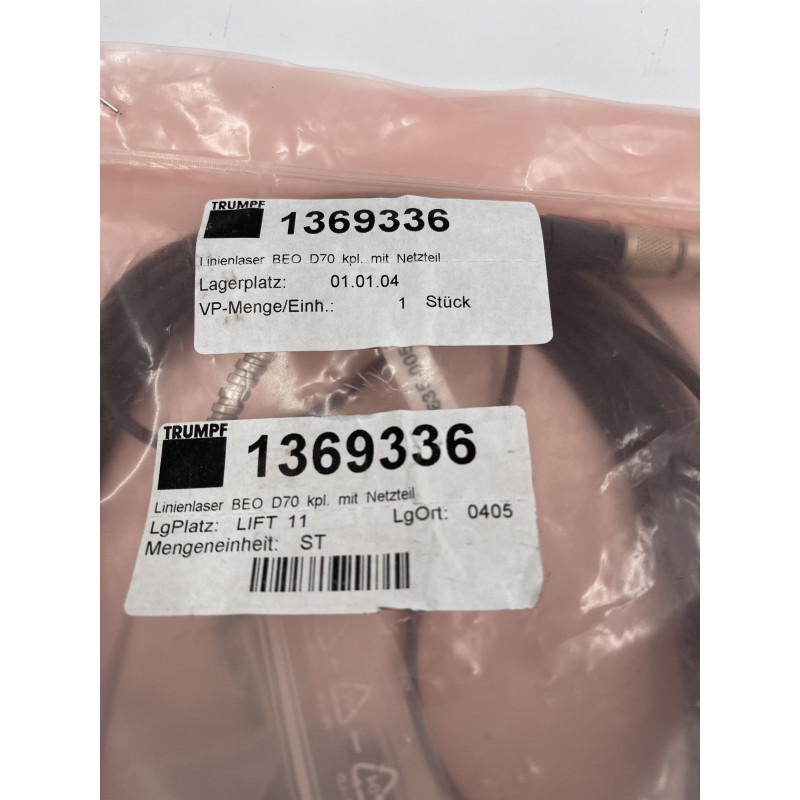 TRUMPF
1369336
Linienlaser BEO D70 kpl. mit Netzteil
Lagerplatz: 01.01.04
VP-Menge/Einh.: 1 Stück
TRUMPF
1369336
Linienlaser BEO D70 kpl. mit Netzteil
LgPlatz: LIFT 11 LgOrt: 0405
Mengeneinheit: ST